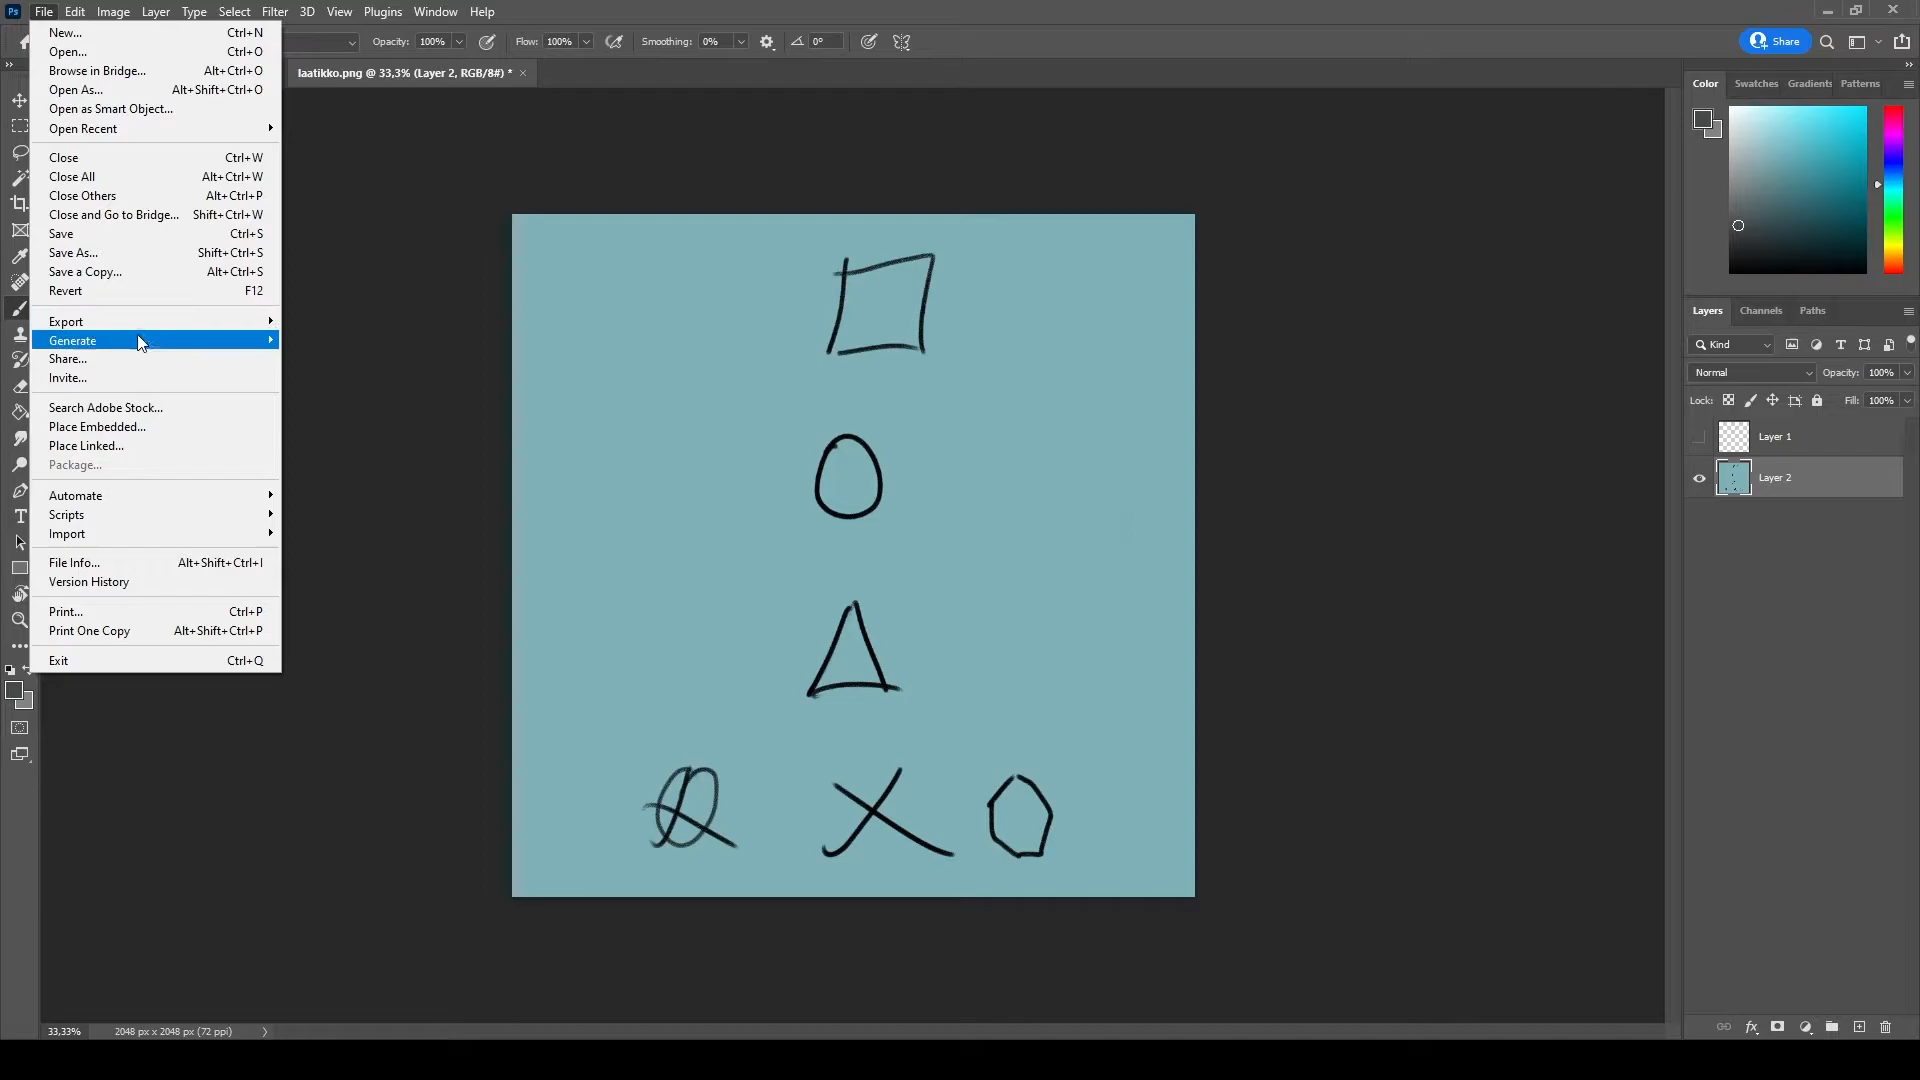 Ps File Edit Image Layer Type Select Filter 3D View Plugins Window Help
Opacity: 100% Flow: 100% Smoothing: 0% 0° Share
laatikko.png @ 33,3% (Layer 2, RGB/8#) * ×
New... Ctrl+N
Open... Ctrl+O
Browse in Bridge... Alt+Ctrl+O
Open As... Alt+Shift+Ctrl+O
Open as Smart Object...
Open Recent
Close Ctrl+W
Close All Alt+Ctrl+W
Close Others Alt+Ctrl+P
Close and Go to Bridge... Shift+Ctrl+W
Save Ctrl+S
Save As... Shift+Ctrl+S
Save a Copy... Alt+Ctrl+S
Revert F12
Export
Generate
Share...
Invite...
Search Adobe Stock...
Place Embedded...
Place Linked...
Package...
Automate
Scripts
Import
File Info... Alt+Shift+Ctrl+I
Version History
Print... Ctrl+P
Print One Copy Alt+Shift+Ctrl+P
Exit Ctrl+Q
Color Swatches Gradients Patterns
Layers Channels Paths
Kind
Normal Opacity: 100%
Lock: Fill: 100%
Layer 1
Layer 2
33,33% 2048 px x 2048 px (72 ppi)